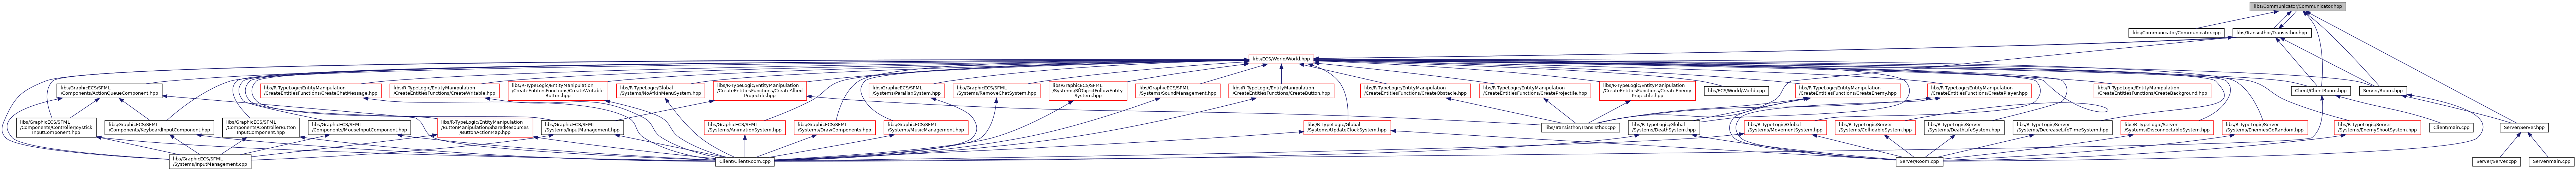 libs/Communicator/Communicator.hpp
libs/Communicator/Communicator.cpp
libs/Transisthor/Transisthor.hpp
libs/ECS/World/World.hpp
libs/GraphicECS/SFML
/Components/ActionQueueComponent.hpp
libs/R-TypeLogic/EntityManipulation
/CreateEntitiesFunctions/CreateChatMessage.hpp
libs/R-TypeLogic/EntityManipulation
/CreateEntitiesFunctions/CreateWritable.hpp
libs/R-TypeLogic/EntityManipulation
/CreateEntitiesFunctions/CreateWritable
Button.hpp
libs/R-TypeLogic/Global
/Systems/NoAfkInMenuSystem.hpp
libs/R-TypeLogic/EntityManipulation
/CreateEntitiesFunctions/CreateAllied
Projectile.hpp
libs/GraphicECS/SFML
/Systems/ParallaxSystem.hpp
libs/GraphicECS/SFML
/Systems/RemoveChatSystem.hpp
libs/GraphicECS/SFML
/Systems/SfObjectFollowEntity
System.hpp
libs/GraphicECS/SFML
/Systems/SoundManagement.hpp
libs/R-TypeLogic/EntityManipulation
/CreateEntitiesFunctions/CreateButton.hpp
libs/R-TypeLogic/EntityManipulation
/CreateEntitiesFunctions/CreateObstacle.hpp
libs/R-TypeLogic/EntityManipulation
/CreateEntitiesFunctions/CreateProjectile.hpp
libs/R-TypeLogic/EntityManipulation
/CreateEntitiesFunctions/CreateEnemy
Projectile.hpp
libs/ECS/World/World.cpp
libs/R-TypeLogic/EntityManipulation
/CreateEntitiesFunctions/CreateEnemy.hpp
libs/R-TypeLogic/EntityManipulation
/CreateEntitiesFunctions/CreatePlayer.hpp
libs/R-TypeLogic/EntityManipulation
/CreateEntitiesFunctions/CreateBackground.hpp
Client/ClientRoom.hpp
Server/Room.hpp
libs/GraphicECS/SFML
/Components/ControllerJoystick
InputComponent.hpp
libs/GraphicECS/SFML
/Components/KeyboardInputComponent.hpp
libs/GraphicECS/SFML
/Components/ControllerButton
InputComponent.hpp
libs/GraphicECS/SFML
/Components/MouseInputComponent.hpp
libs/R-TypeLogic/EntityManipulation
/ButtonManipulation/SharedResources
/ButtonActionMap.hpp
libs/GraphicECS/SFML
/Systems/InputManagement.hpp
libs/GraphicECS/SFML
/Systems/AnimationSystem.hpp
libs/GraphicECS/SFML
/Systems/DrawComponents.hpp
libs/GraphicECS/SFML
/Systems/MusicManagement.hpp
libs/R-TypeLogic/Global
/Systems/UpdateClockSystem.hpp
libs/Transisthor/Transisthor.cpp
libs/R-TypeLogic/Global
/Systems/DeathSystem.hpp
libs/R-TypeLogic/Global
/Systems/MovementSystem.hpp
libs/R-TypeLogic/Server
/Systems/CollidableSystem.hpp
libs/R-TypeLogic/Server
/Systems/DeathLifeSystem.hpp
libs/R-TypeLogic/Server
/Systems/DecreaseLifeTimeSystem.hpp
libs/R-TypeLogic/Server
/Systems/DisconnectableSystem.hpp
libs/R-TypeLogic/Server
/Systems/EnemiesGoRandom.hpp
libs/R-TypeLogic/Server
/Systems/EnemyShootSystem.hpp
Client/main.cpp
Server/Server.hpp
libs/GraphicECS/SFML
/Systems/InputManagement.cpp
Client/ClientRoom.cpp
Server/Room.cpp
Server/Server.cpp
Server/main.cpp